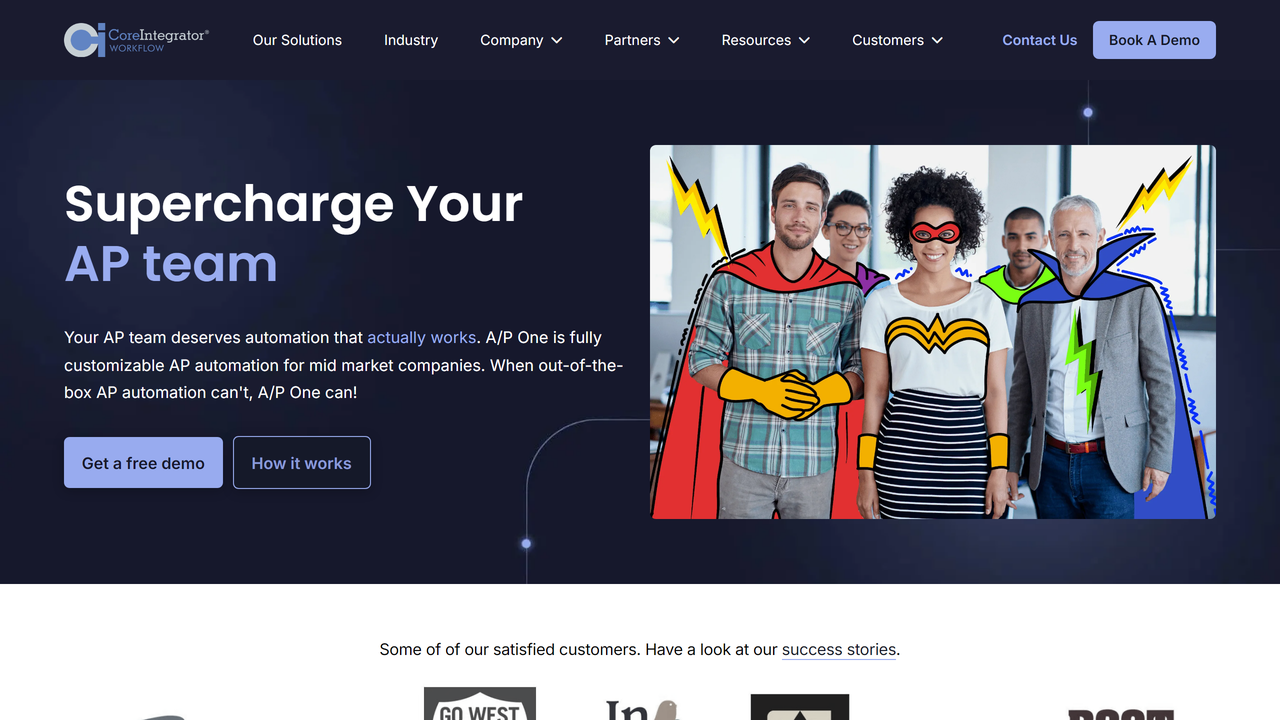 CoreIntegrator®
WORKFLOW
Our Solutions
Industry
Company
Partners
Resources
Customers
Contact Us
Book A Demo
Supercharge Your
AP team
Your AP team deserves automation that actually works. A/P One is fully
customizable AP automation for mid market companies. When out-of-the-
box AP automation can't, A/P One can!
Get a free demo
How it works
Some of of our satisfied customers. Have a look at our success stories.
GO WEST
In